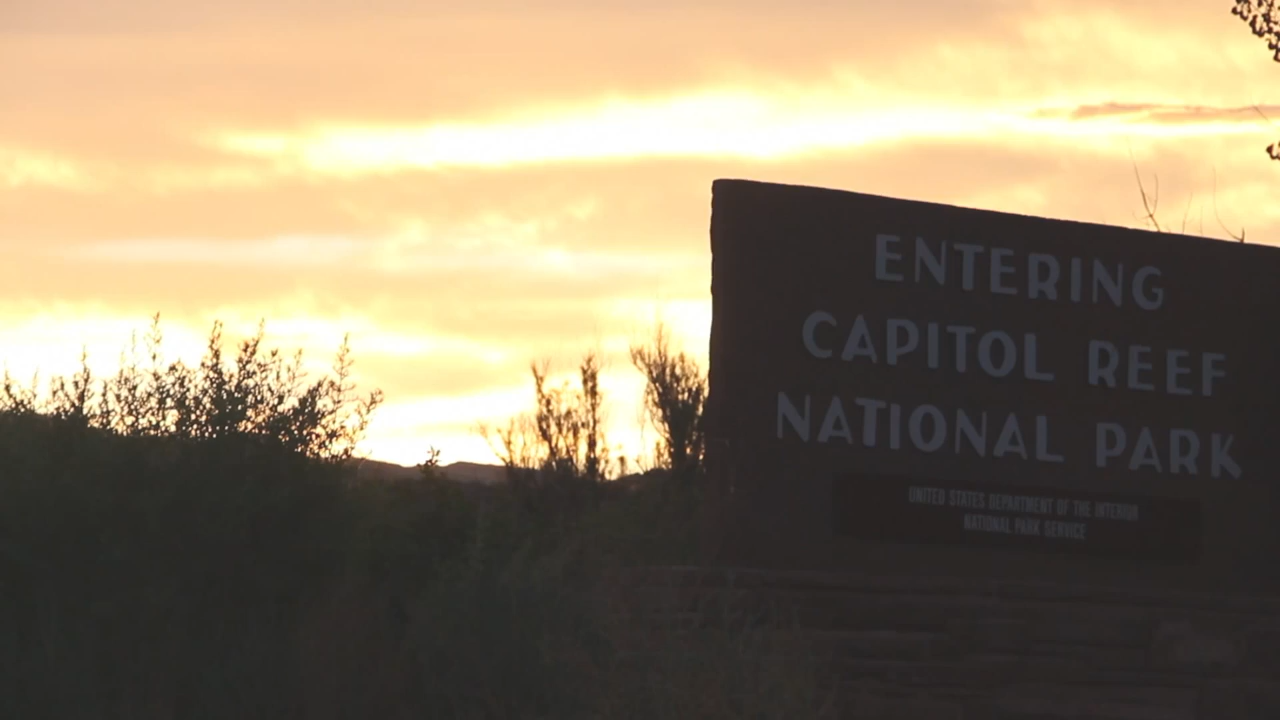 ENTERING
CAPITOL REEF
NATIONAL PARK
UNITED STATES DEPARTMENT OF THE INTERIOR
NATIONAL PARK SERVICE